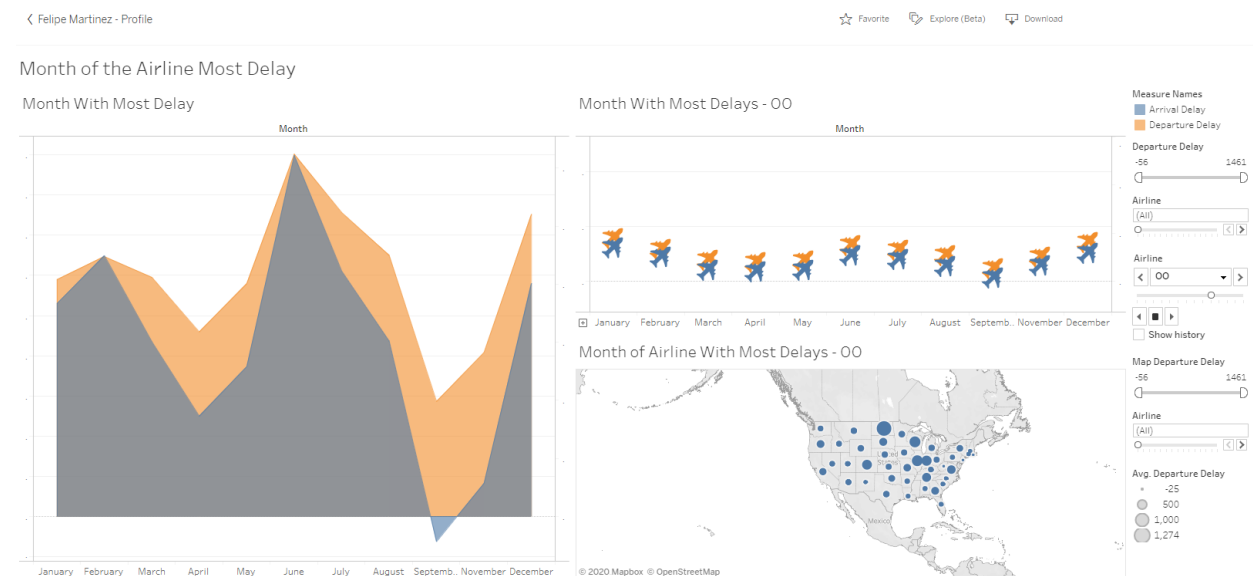 Felipe Martinez - Profile
Favorite
Explore (Beta)
Download
Month of the Airline Most Delay
Month With Most Delay
Month
January February March April May June July August Septemb.. November December
Month With Most Delays - OO
Month
January February March April May June July August Septemb.. November December
Month of Airline With Most Delays - OO
United
States
Mexico
© 2020 Mapbox © OpenStreetMap
Measure Names
Arrival Delay
Departure Delay
Departure Delay
-56 1461
Airline
(All)
Airline
OO
Show history
Map Departure Delay
-56 1461
Airline
(All)
Avg. Departure Delay
-25
500
1,000
1,274